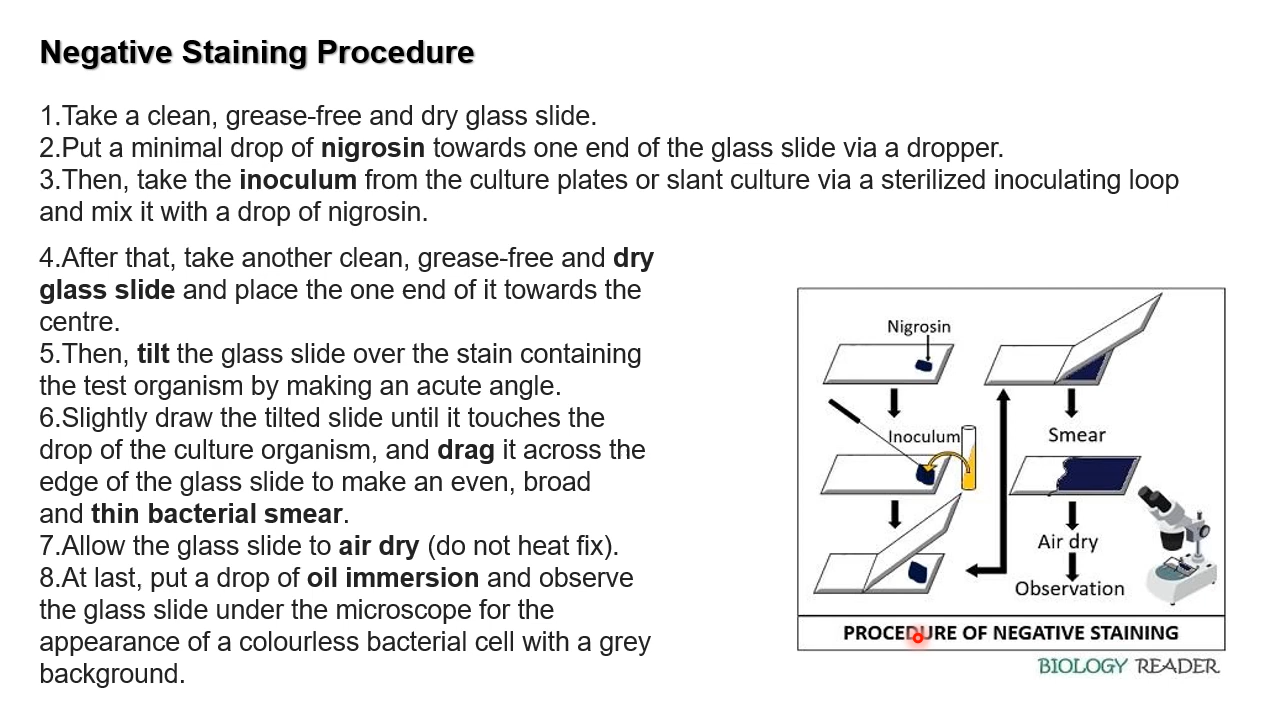 Negative Staining Procedure
1.Take a clean, grease-free and dry glass slide.
2.Put a minimal drop of nigrosin towards one end of the glass slide via a dropper.
3.Then, take the inoculum from the culture plates or slant culture via a sterilized inoculating loop
and mix it with a drop of nigrosin.
4.After that, take another clean, grease-free and dry
glass slide and place the one end of it towards the
centre.
5.Then, tilt the glass slide over the stain containing
the test organism by making an acute angle.
6.Slightly draw the tilted slide until it touches the
drop of the culture organism, and drag it across the
edge of the glass slide to make an even, broad
and thin bacterial smear.
7.Allow the glass slide to air dry (do not heat fix).
8.At last, put a drop of oil immersion and observe
the glass slide under the microscope for the
appearance of a colourless bacterial cell with a grey
background.
Nigrosin
Inoculum
Smear
Air dry
Observation
PROCEDURE OF NEGATIVE STAINING
BIOLOGY READER